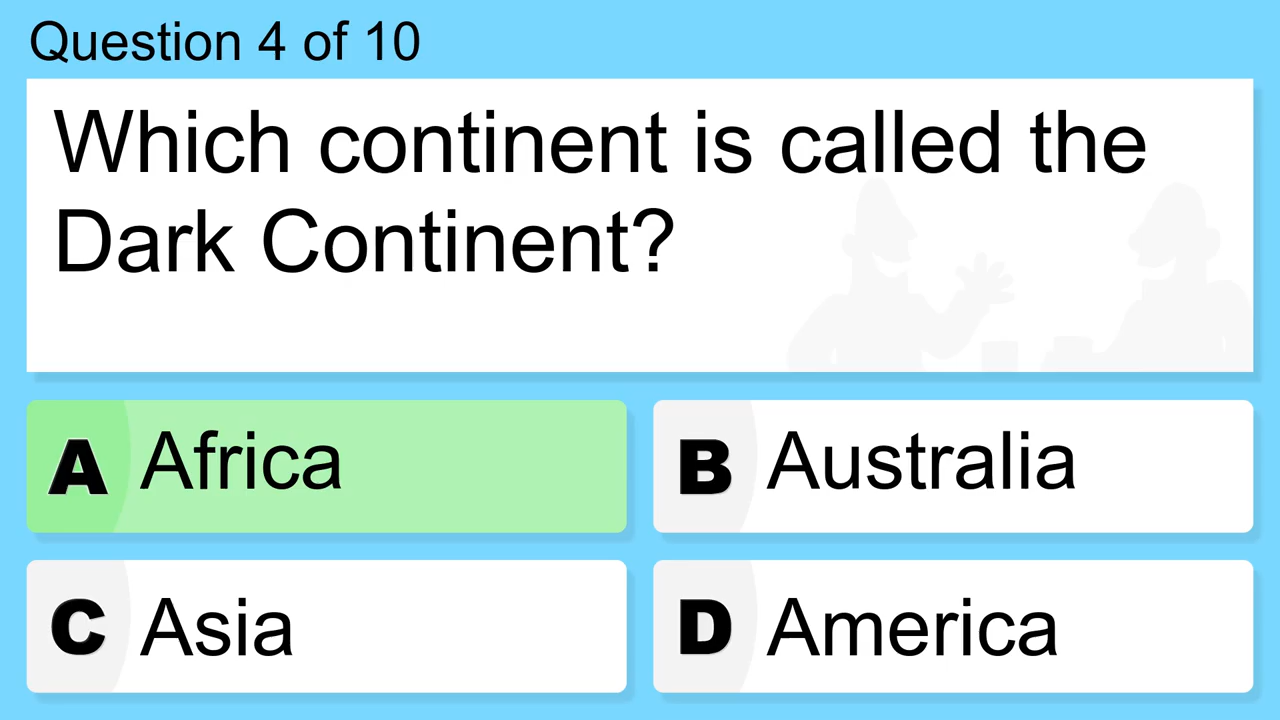 Question 4 of 10
Which continent is called the
Dark Continent?
A Africa
B Australia
C Asia
D America